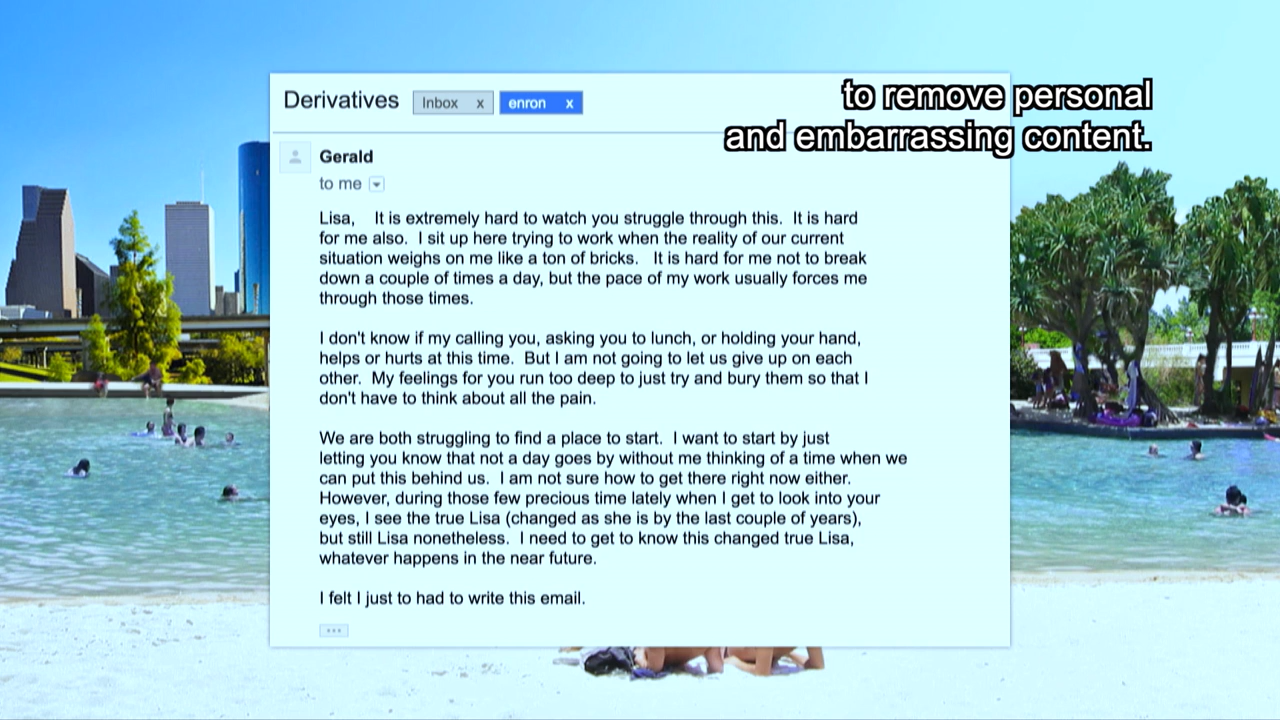 to remove personal
and embarrassing content.
Derivatives Inbox x enron x
Gerald
to me
Lisa,    It is extremely hard to watch you struggle through this.  It is hard
for me also.  I sit up here trying to work when the reality of our current
situation weighs on me like a ton of bricks.   It is hard for me not to break
down a couple of times a day, but the pace of my work usually forces me
through those times.
I don't know if my calling you, asking you to lunch, or holding your hand,
helps or hurts at this time.  But I am not going to let us give up on each
other.  My feelings for you run too deep to just try and bury them so that I
don't have to think about all the pain.
We are both struggling to find a place to start.  I want to start by just
letting you know that not a day goes by without me thinking of a time when we
can put this behind us.  I am not sure how to get there right now either.
However, during those few precious time lately when I get to look into your
eyes, I see the true Lisa (changed as she is by the last couple of years),
but still Lisa nonetheless.  I need to get to know this changed true Lisa,
whatever happens in the near future.
I felt I just to had to write this email.